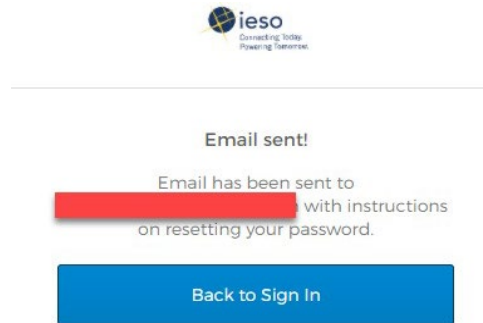 ieso
Connecting Today.
Powering Tomorrow.
Email sent!
Email has been sent to
with instructions
on resetting your password.
Back to Sign In